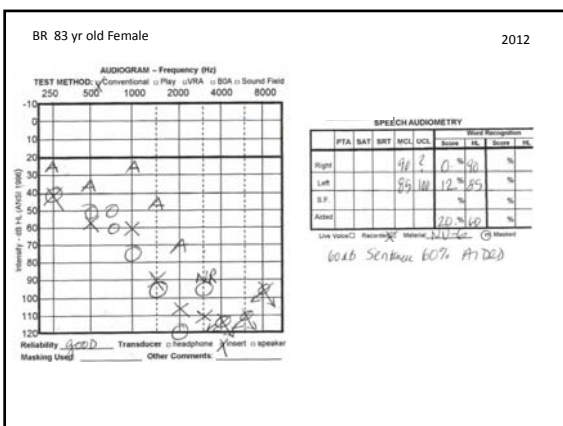 BR 83 yr old Female
2012
AUDIOGRAM – Frequency (Hz)
TEST METHOD: Conventional Play VRA BOA Sound Field
250 500 1000 2000 4000 8000
-10
0
10
20
30
40
50
60
70
80
90
100
110
120
Intensity - dB HL (ANSI 1996)
A A A A A
NR
Reliability GOOD Transducer headphone insert speaker
Masking Used: Other Comments:
SPEECH AUDIOMETRY
Word Recognition
PTA SAT SRT MCL UCL Score HL Score HL
Right 90 ? 0 % 90 %
Left 85 100 12 % 85 %
S.F. % %
Aided 20 % 60 %
Live Voice Recorded Material NU-6 Masked
60dB Sentence 60% AIDED